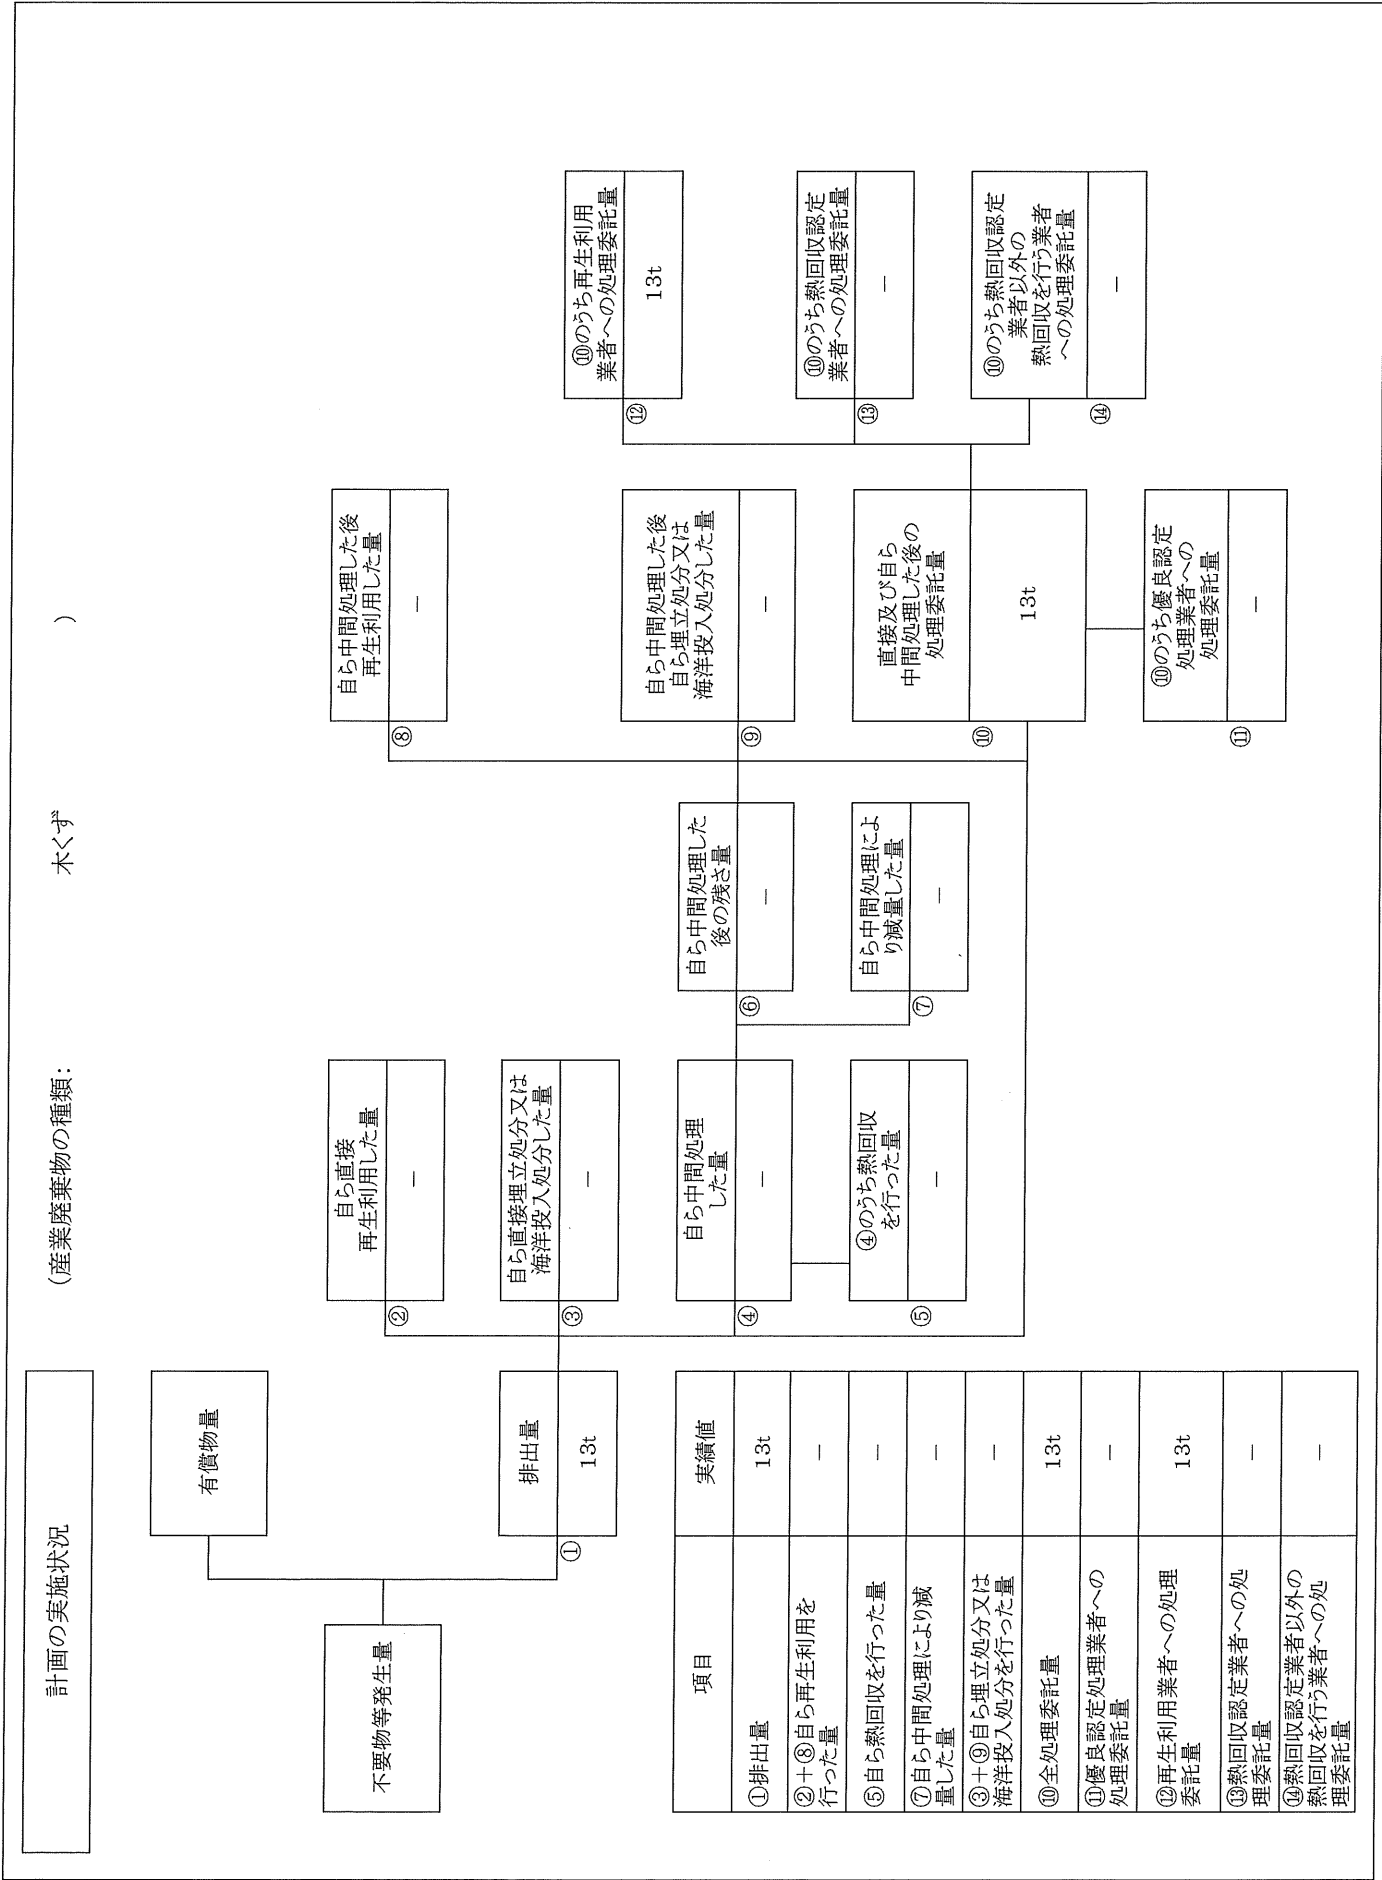 計画の実施状況
(産業廃棄物の種類: 木くず )
不要物等発生量
有償物量
①
排出量
13t
②
自ら直接
再生利用した量
−
③
自ら直接埋立処分又は
海洋投入処分した量
−
④
自ら中間処理
した量
−
⑤
④のうち熱回収
を行った量
−
⑥
自ら中間処理した
後の残さ量
−
⑦
自ら中間処理によ
り減量した量
−
⑧
自ら中間処理した後
再生利用した量
−
⑨
自ら中間処理した後
自ら埋立処分又は
海洋投入処分した量
−
⑩
直接及び自ら
中間処理した後の
処理委託量
13t
⑪
⑩のうち優良認定
処理業者への
処理委託量
−
⑫
⑩のうち再生利用
業者への処理委託量
13t
⑬
⑩のうち熱回収認定
業者への処理委託量
−
⑭
⑩のうち熱回収認定
業者以外の
熱回収を行う業者
への処理委託量
−
項目 実績値
①排出量 13t
②+⑧自ら再生利用を
行った量 −
⑤自ら熱回収を行った量 −
⑦自ら中間処理により減
量した量 −
③+⑨自ら埋立処分又は
海洋投入処分を行った量 −
⑩全処理委託量 13t
⑪優良認定処理業者への
処理委託量 −
⑫再生利用業者への処理
委託量 13t
⑬熱回収認定業者への処
理委託量 −
⑭熱回収認定業者以外の
熱回収を行う業者への処
理委託量 −